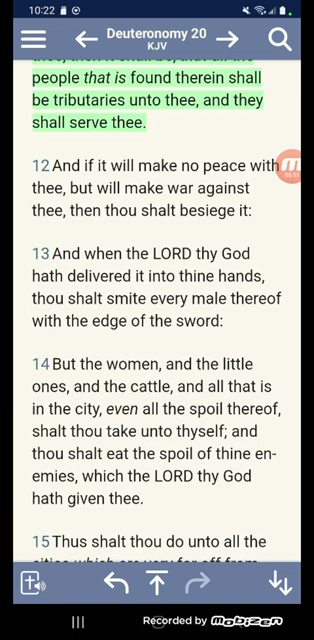 10:22
Deuteronomy 20
KJV
people that is found therein shall
be tributaries unto thee, and they
shall serve thee.
12 And if it will make no peace with
thee, but will make war against
thee, then thou shalt besiege it:
13 And when the LORD thy God
hath delivered it into thine hands,
thou shalt smite every male thereof
with the edge of the sword:
14 But the women, and the little
ones, and the cattle, and all that is
in the city, even all the spoil thereof,
shalt thou take unto thyself; and
thou shalt eat the spoil of thine en-
emies, which the LORD thy God
hath given thee.
15 Thus shalt thou do unto all the
Recorded by mobizen